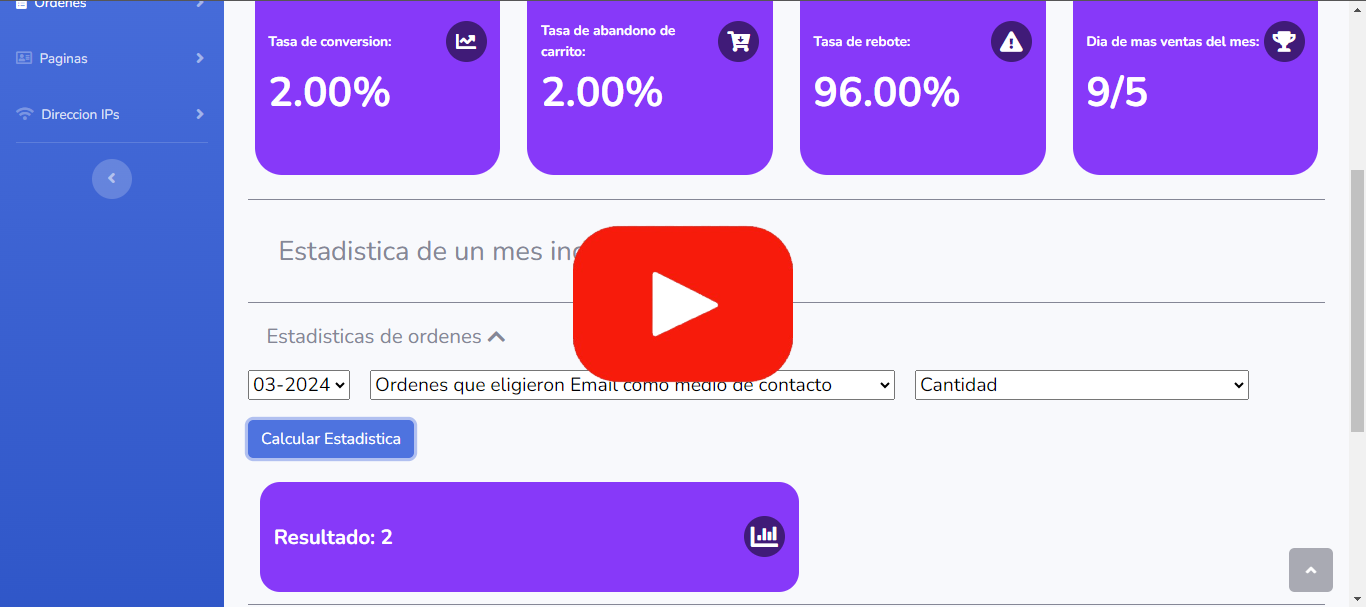 Ordenes
Paginas
Direccion IPs
Tasa de conversion:
2.00%
Tasa de abandono de
carrito:
2.00%
Tasa de rebote:
96.00%
Dia de mas ventas del mes:
9/5
Estadistica de un mes
Estadisticas de ordenes
03-2024
Ordenes que eligieron Email como medio de contacto
Cantidad
Calcular Estadistica
Resultado: 2